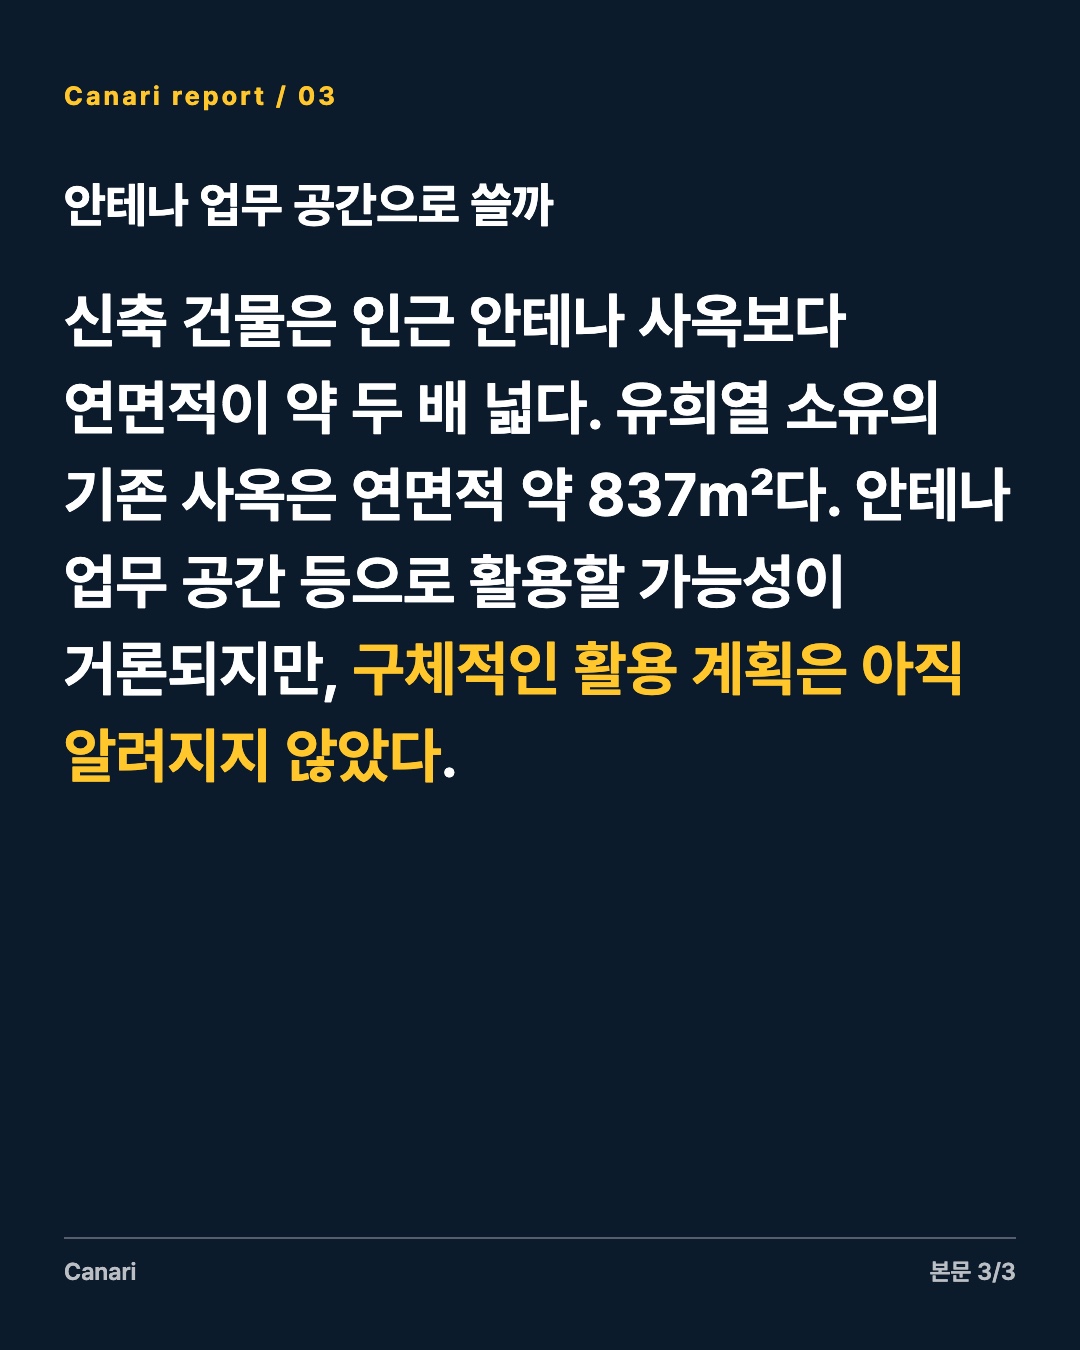 Canari report / 03
안테나 업무 공간으로 쓸까
신축 건물은 인근 안테나 사옥보다
연면적이 약 두 배 넓다. 유희열 소유의
기존 사옥은 연면적 약 837m²다. 안테나
업무 공간 등으로 활용할 가능성이
거론되지만, 구체적인 활용 계획은 아직
알려지지 않았다.
Canari
본문 3/3